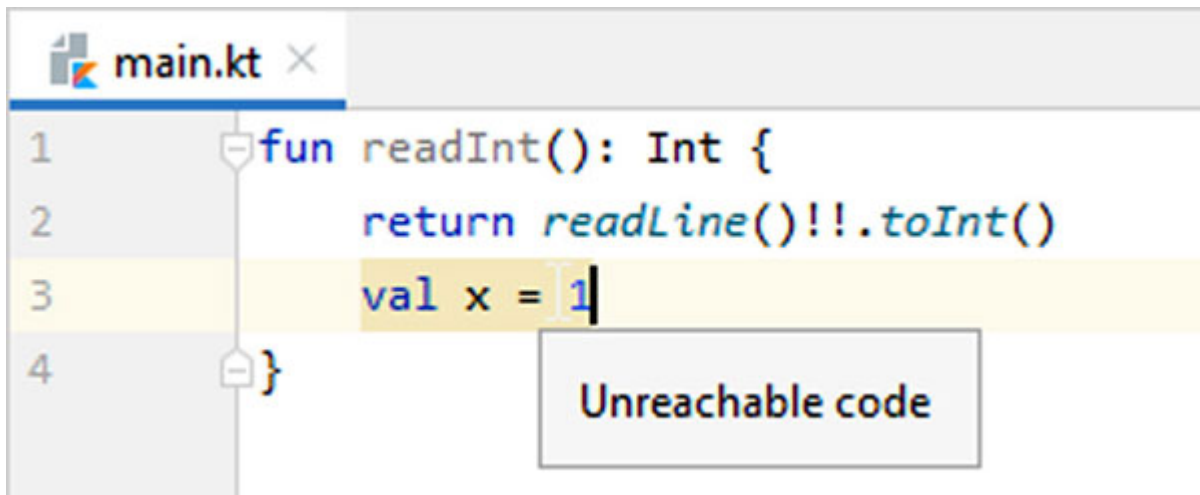 main.kt
1 fun readInt(): Int {
2 return readLine()!!.toInt()
3 val x = 1
4 }
Unreachable code